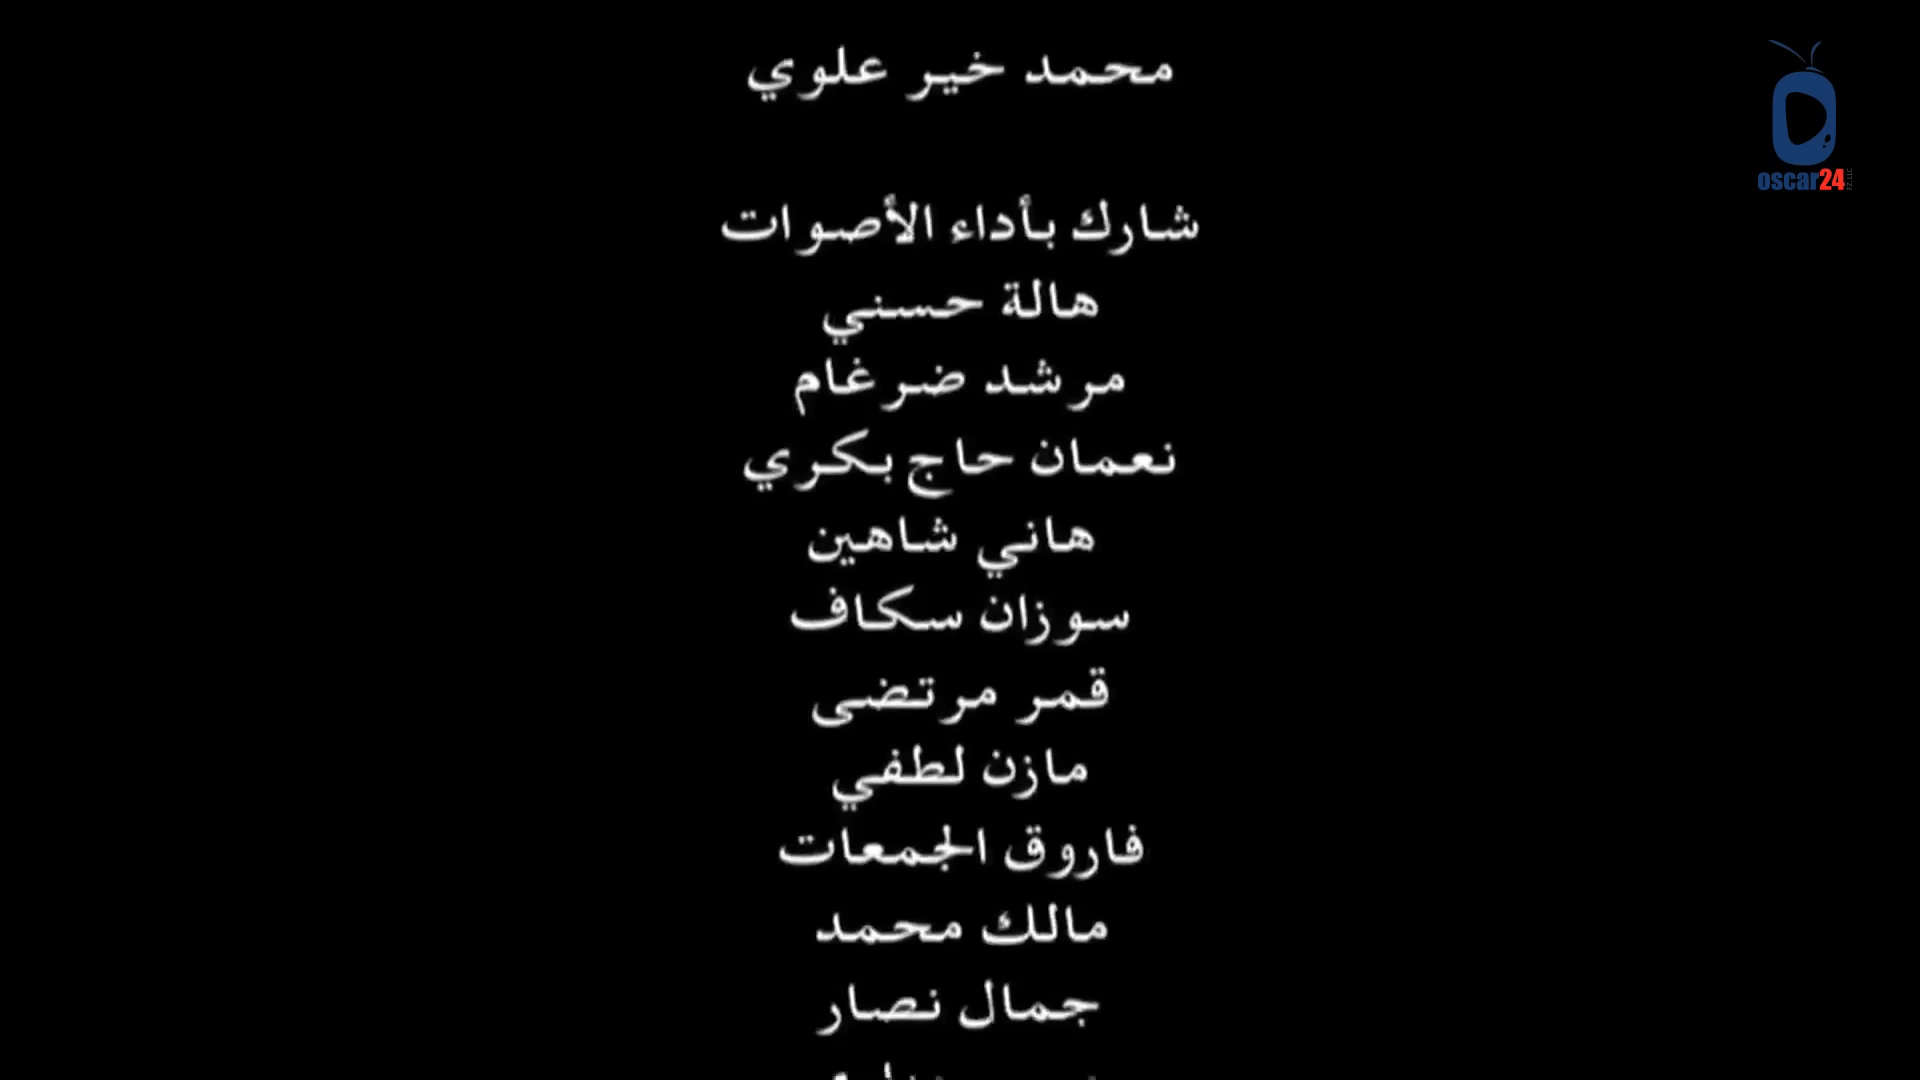 محمد خير علوي
oscar24
شارك بأداء الأصوات
هالة حسني
مرشد ضرغام
نعمان حاج بكري
هاني شاهين
سوزان سكاف
قمر مرتضى
مازن لطفي
فاروق الجمعات
مالك محمد
جمال نصار